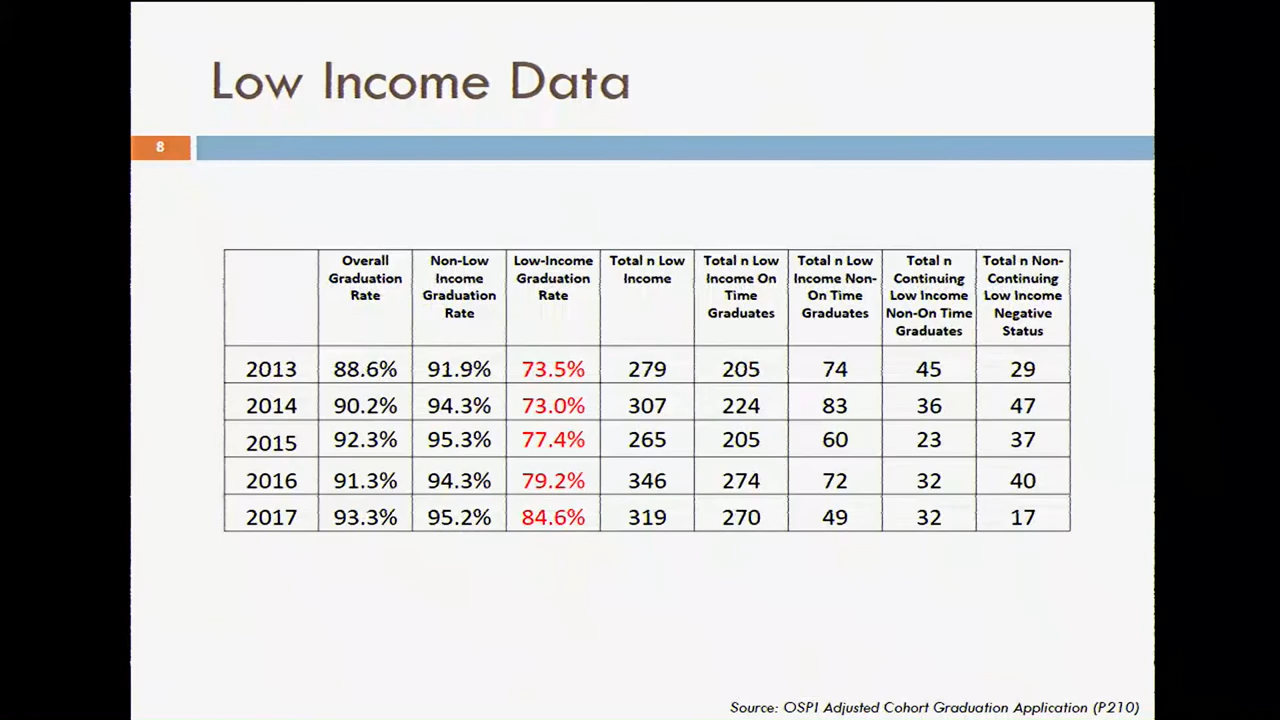 Low Income Data
8
Overall Graduation Rate
Non-Low Income Graduation Rate
Low-Income Graduation Rate
Total n Low Income
Total n Low Income On Time Graduates
Total n Low Income Non-On Time Graduates
Total n Continuing Low Income Non-On Time Graduates
Total n Non-Continuing Low Income Negative Status
2013 88.6% 91.9% 73.5% 279 205 74 45 29
2014 90.2% 94.3% 73.0% 307 224 83 36 47
2015 92.3% 95.3% 77.4% 265 205 60 23 37
2016 91.3% 94.3% 79.2% 346 274 72 32 40
2017 93.3% 95.2% 84.6% 319 270 49 32 17
Source: OSPI Adjusted Cohort Graduation Application (P210)